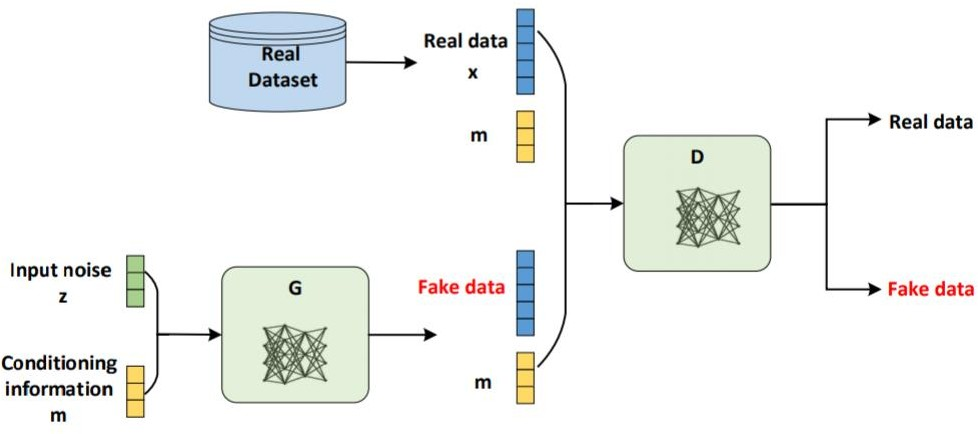 Real
Dataset
Real data
x
m
D
Real data
Fake data
Input noise
z
G
Fake data
Conditioning
information
m
m